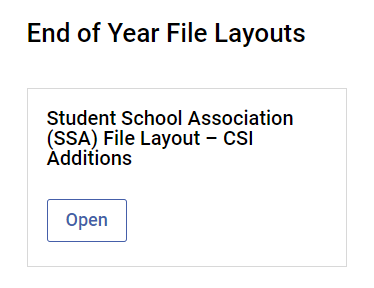 End of Year File Layouts
Student School Association
(SSA) File Layout – CSI
Additions
Open